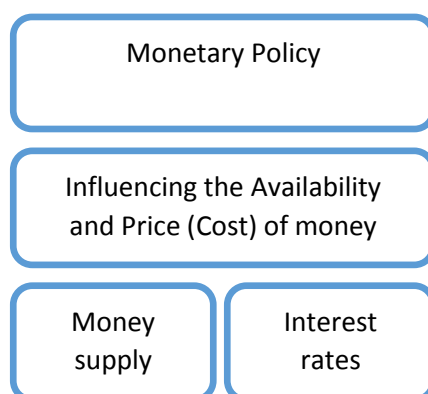 Monetary Policy
Influencing the Availability
and Price (Cost) of money
Money
supply
Interest
rates